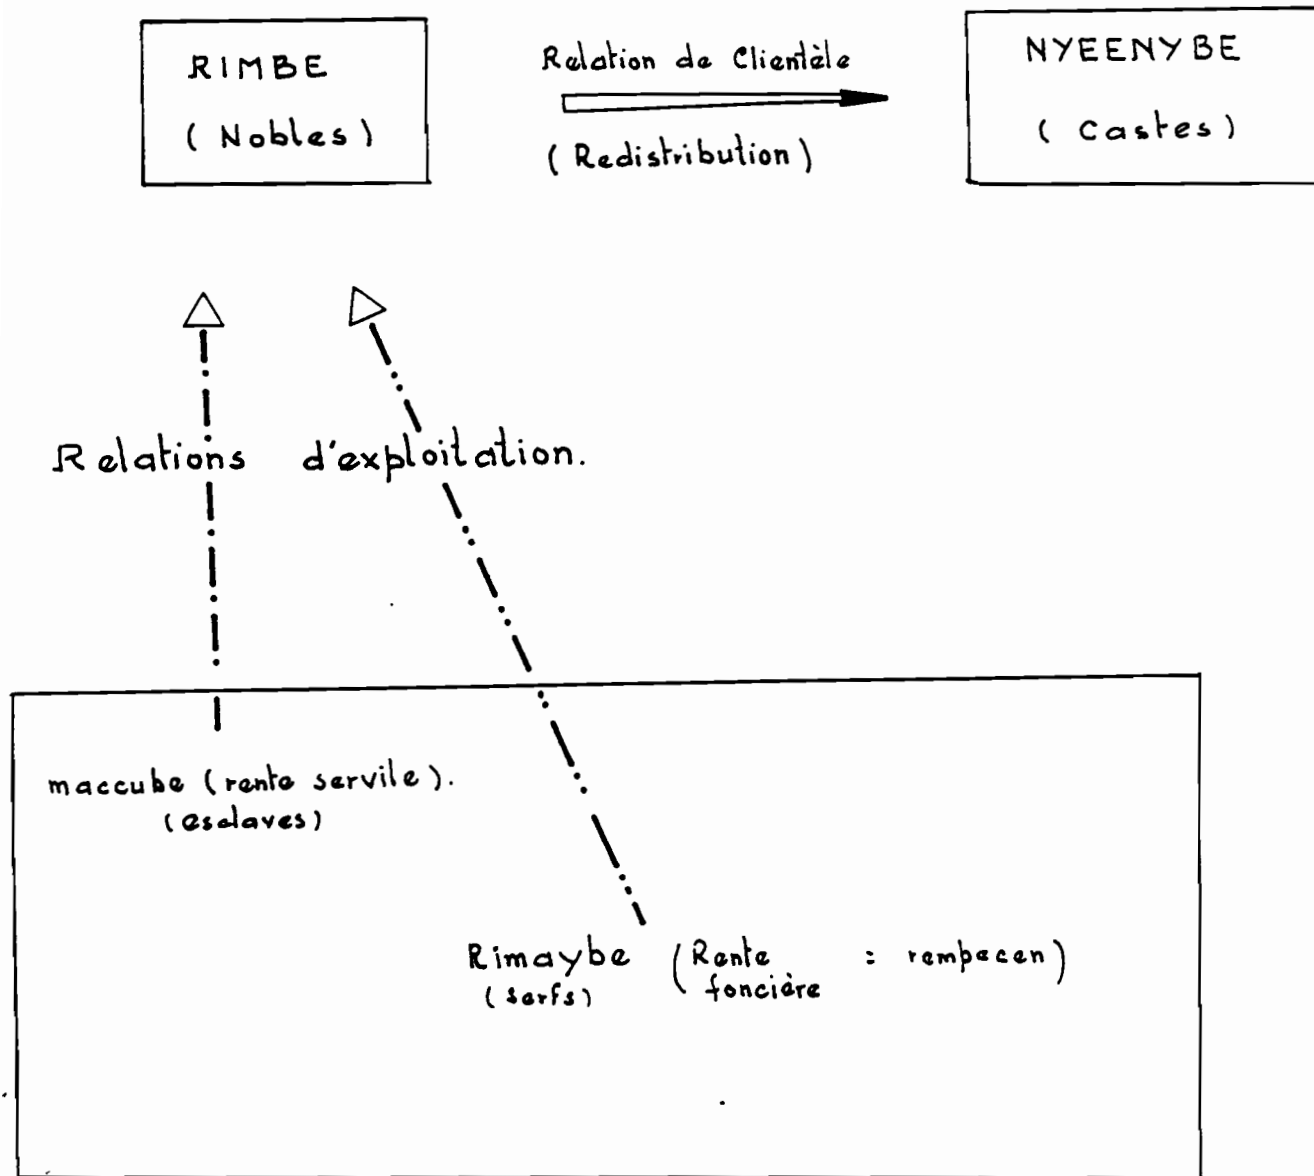 RIMBE
(Nobles)
Relation de Clientèle
(Redistribution)
NYEENYBE
(Castes)
Relations d'exploitation.
maccube (rente servile).
(esclaves)
Rimaybe (Rente foncière : rempecen)
(serfs)